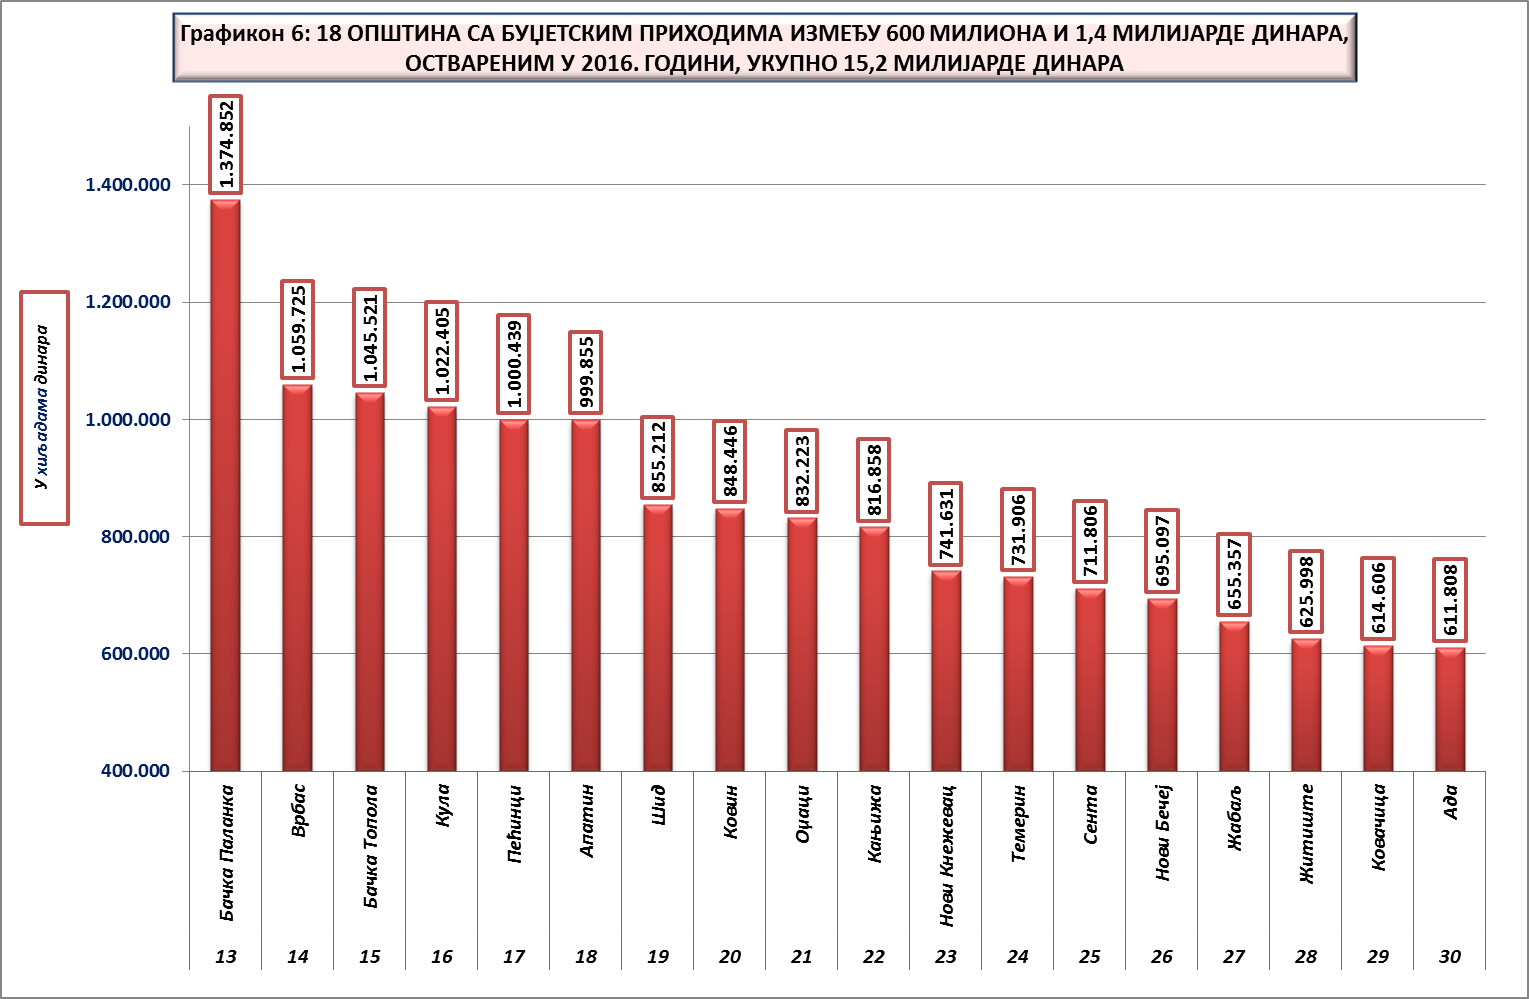 Графикон 6: 18 ОПШТИНА СА БУЏЕТСКИМ ПРИХОДИМА ИЗМЕЂУ 600 МИЛИОНА И 1,4 МИЛИЈАРДЕ ДИНАРА,
ОСТВАРЕНИМ У 2016. ГОДИНИ, УКУПНО 15,2 МИЛИЈАРДЕ ДИНАРА
У хиљадама динара
1.400.000
1.200.000
1.000.000
800.000
600.000
400.000
1.374.852
1.059.725
1.045.521
1.022.405
1.000.439
999.855
855.212
848.446
832.223
816.858
741.631
731.906
711.806
695.097
655.357
625.998
614.606
611.808
Бачка Паланка
Врбас
Бачка Топола
Кула
Пећинци
Апатин
Шид
Ковин
Оџаци
Кањижа
Нови Кнежевац
Темерин
Сента
Нови Бечеј
Жабаљ
Житиште
Ковачица
Ада
13
14
15
16
17
18
19
20
21
22
23
24
25
26
27
28
29
30